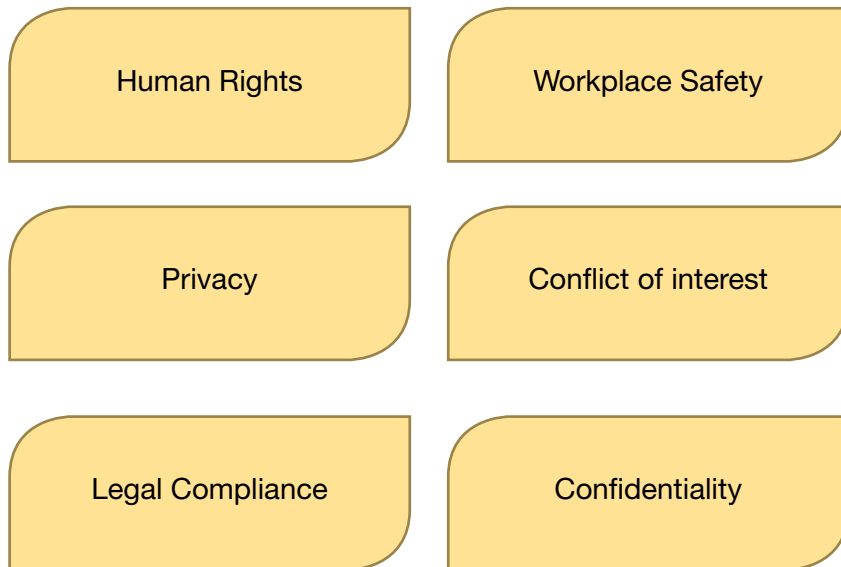 Human Rights
Workplace Safety
Privacy
Conflict of interest
Legal Compliance
Confidentiality